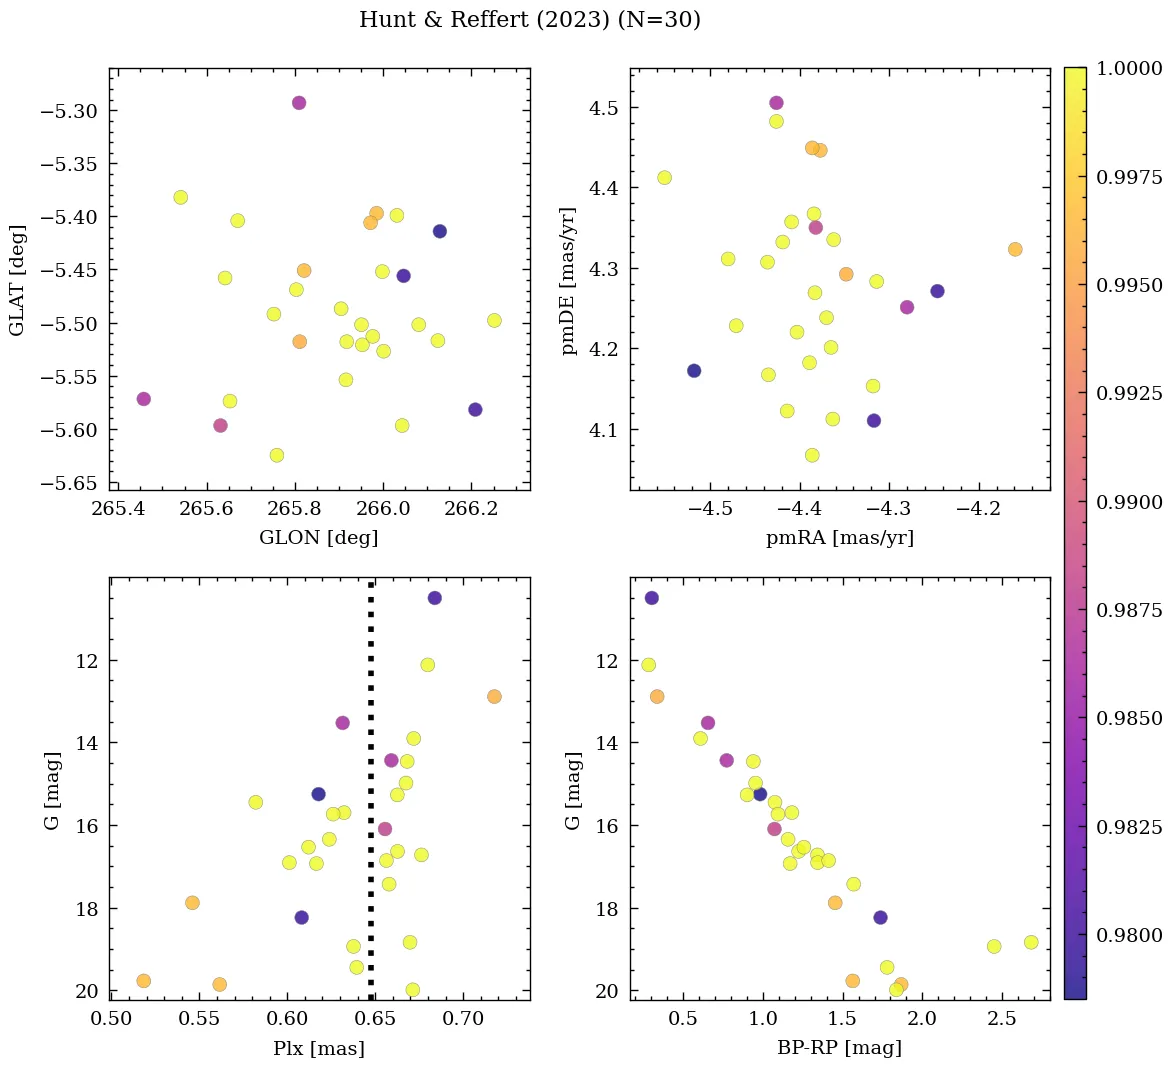 Hunt & Reffert (2023) (N=30)
−5.30
−5.35
−5.40
−5.45
−5.50
−5.55
−5.60
−5.65
GLAT [deg]
265.4 265.6 265.8 266.0 266.2
GLON [deg]
4.5
4.4
4.3
4.2
4.1
pmDE [mas/yr]
−4.5 −4.4 −4.3 −4.2
pmRA [mas/yr]
12
14
16
18
20
G [mag]
0.50 0.55 0.60 0.65 0.70
Plx [mas]
12
14
16
18
20
G [mag]
0.5 1.0 1.5 2.0 2.5
BP-RP [mag]
1.0000
0.9975
0.9950
0.9925
0.9900
0.9875
0.9850
0.9825
0.9800